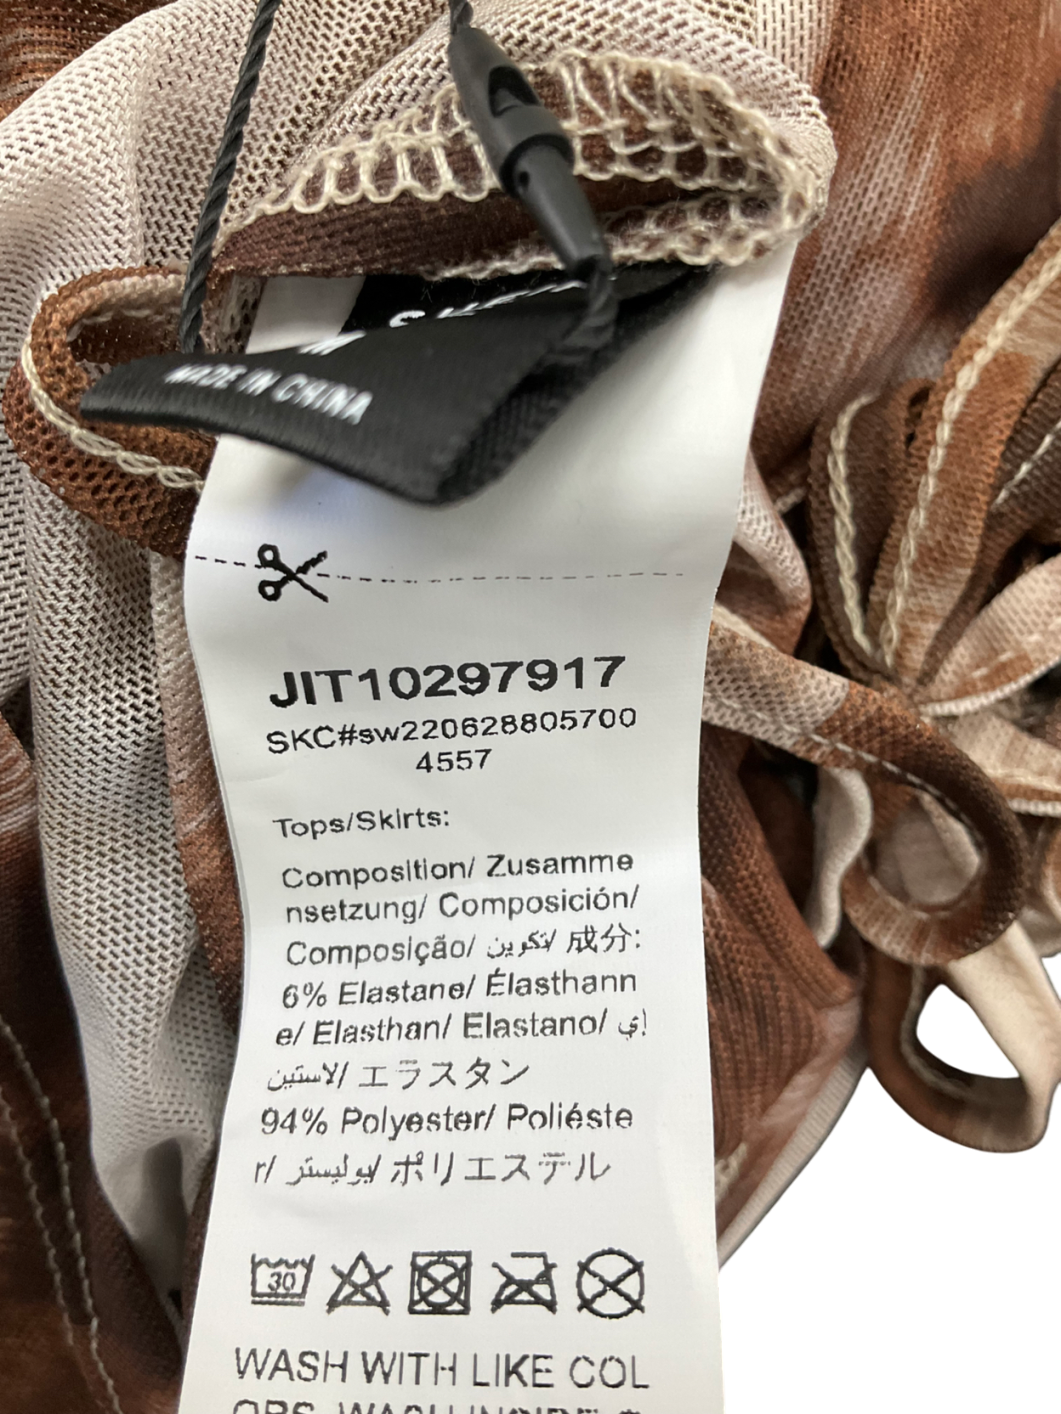 M
MADE IN CHINA
JIT10297917
SKC#sw220628805700
4557
Tops/Skirts:
Composition/ Zusamme
nsetzung/ Composición/
Composição/ تكوين/ 成分:
6% Elastane/ Élasthann
e/ Elasthan/ Elastano/ إي
لاستين/ エラスタン
94% Polyester/ Poliéste
r/ بوليستر/ ポリエステル
30
WASH WITH LIKE COL